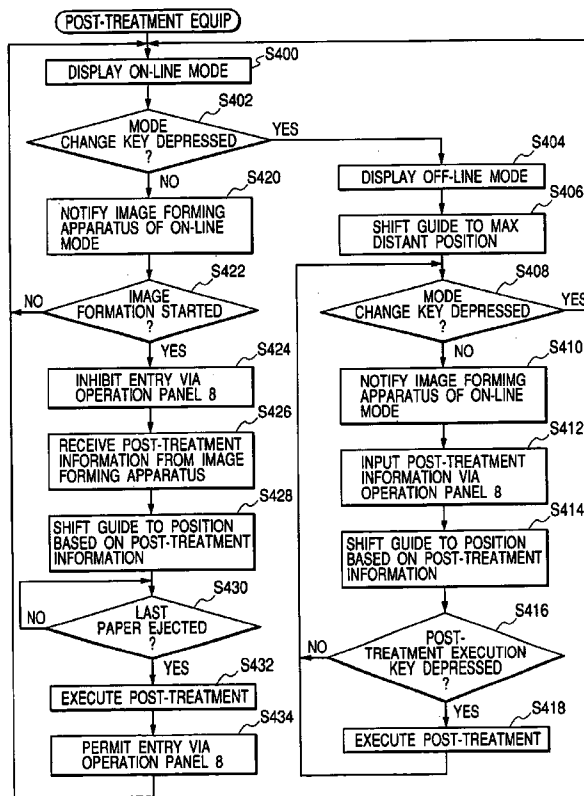 POST-TREATMENT EQUIP
S400
DISPLAY ON-LINE MODE
S402
MODE
CHANGE KEY DEPRESSED
?
YES
NO
S404
DISPLAY OFF-LINE MODE
S406
SHIFT GUIDE TO MAX
DISTANT POSITION
S408
MODE
CHANGE KEY DEPRESSED
?
YES
NO
S410
NOTIFY IMAGE FORMING
APPARATUS OF ON-LINE
MODE
S412
INPUT POST-TREATMENT
INFORMATION VIA
OPERATION PANEL 8
S414
SHIFT GUIDE TO POSITION
BASED ON POST-TREATMENT
INFORMATION
S416
NO
POST-
TREATMENT EXECUTION
KEY DEPRESSED
?
YES
S418
EXECUTE POST-TREATMENT
S420
NOTIFY IMAGE FORMING
APPARATUS OF ON-LINE
MODE
S422
NO
IMAGE
FORMATION STARTED
?
YES
S424
INHIBIT ENTRY VIA
OPERATION PANEL 8
S426
RECEIVE POST-TREATMENT
INFORMATION FROM IMAGE
FORMING APPARATUS
S428
SHIFT GUIDE TO POSITION
BASED ON POST-TREATMENT
INFORMATION
S430
NO
LAST
PAPER EJECTED
?
YES
S432
EXECUTE POST-TREATMENT
S434
PERMIT ENTRY VIA
OPERATION PANEL 8